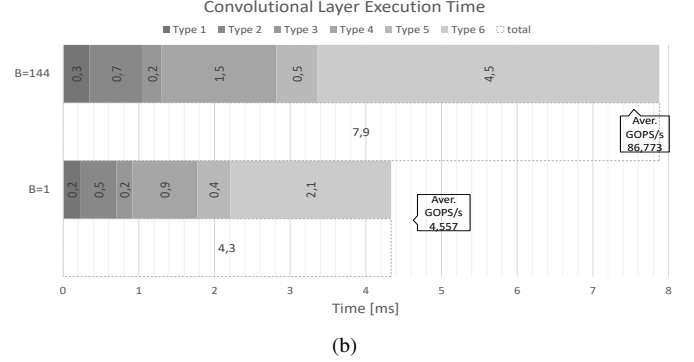 Convolutional Layer Execution Time
Type 1 Type 2 Type 3 Type 4 Type 5 Type 6 total
B=144
0,3 0,7 0,2 1,5 0,5 4,5
7,9
Aver.
GOPS/s
86,773
B=1
0,2 0,5 0,2 0,9 0,4 2,1
Aver.
GOPS/s
4,557
4,3
0 1 2 3 4 5 6 7 8
Time [ms]
(b)